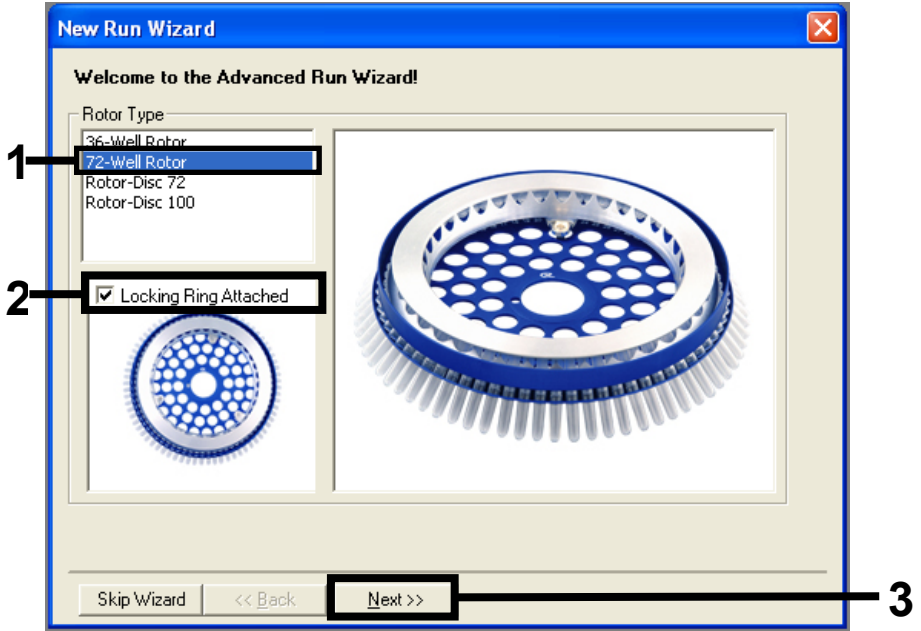 New Run Wizard
Welcome to the Advanced Run Wizard!
Rotor Type
36-Well Rotor
1
72-Well Rotor
Rotor-Disc 72
Rotor-Disc 100
2
Locking Ring Attached
Skip Wizard
<< Back
Next >>
3